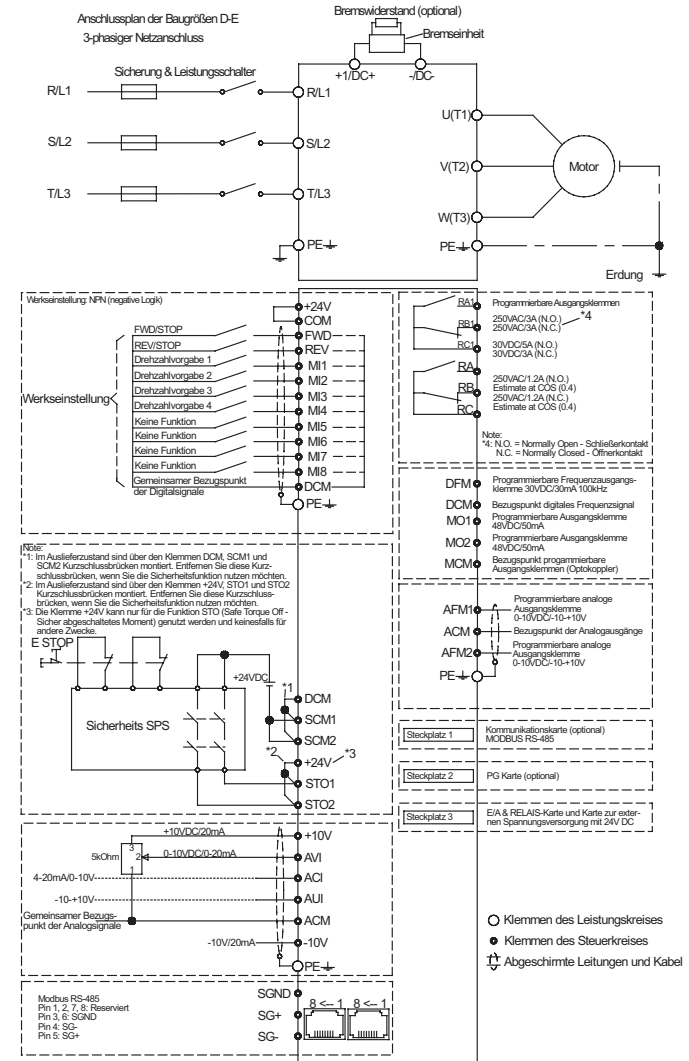 Anschlussplan der Baugrößen D-E
3-phasiger Netzanschluss
Bremswiderstand (optional)
Bremseinheit
+1/DC+
-/DC-
Sicherung & Leistungsschalter
R/L1
R/L1
S/L2
S/L2
T/L3
T/L3
U(T1)
V(T2)
W(T3)
Motor
PE
PE
Erdung
Werkseinstellung: NPN (negative Logik)
+24V
COM
FWD/STOP
FWD
REV/STOP
REV
Drehzahlvorgabe 1
MI1
Drehzahlvorgabe 2
MI2
Drehzahlvorgabe 3
MI3
Drehzahlvorgabe 4
MI4
Keine Funktion
MI5
Keine Funktion
MI6
Keine Funktion
MI7
Keine Funktion
MI8
Werkseinstellung
Gemeinsamer Bezugspunkt
der Digitalsignale
DCM
PE
RA1
Programmierbare Ausgangsklemmen
RB1
250VAC/3A (N.O.)
250VAC/3A (N.C.)
*4
RC1
30VDC/5A (N.O.)
30VDC/3A (N.C.)
RA
RB
250VAC/1.2A (N.O.)
Estimate at COS (0.4)
250VAC/1.2A (N.C.)
Estimate at COS (0.4)
RC
Note:
*4: N.O. = Normally Open - Schließerkontakt
N.C. = Normally Closed - Öffnerkontakt
DFM
Programmierbare Frequenzausgangs-
klemme 30VDC/30mA 100kHz
DCM
Bezugspunkt digitales Frequenzsignal
MO1
Programmierbare Ausgangsklemme
48VDC/50mA
MO2
Programmierbare Ausgangsklemme
48VDC/50mA
MCM
Bezugspunkt progammierbare
Ausgangsklemmen (Optokoppler)
AFM1
Programmierbare analoge
Ausgangsklemme
0-10VDC/-10-+10V
ACM
Bezugspunkt der Analogausgänge
AFM2
Programmierbare analoge
Ausgangsklemme
0-10VDC/-10-+10V
PE
Note:
*1: Im Auslieferzustand sind über den Klemmen DCM, SCM1 und
SCM2 Kurzschlussbrücken montiert. Entfernen Sie diese Kurz-
schlussbrücken, wenn Sie die Sicherheitsfunktion nutzen möchten.
*2: Im Auslieferzustand sind über den Klemmen +24V, STO1 und STO2
Kurzschlussbrücken montiert. Entfernen Sie diese Kurzschluss-
brücken, wenn Sie die Sicherheitsfunktion nutzen möchten.
*3: Die Klemme +24V kann nur für die Funktion STO (Safe Torque Off -
Sicher abgeschaltetes Moment) genutzt werden und keinesfalls für
andere Zwecke.
E STOP
+24VDC
*1
DCM
SCM1
SCM2
Sicherheits SPS
*2
+24V
*3
STO1
STO2
Steckplatz 1
Kommunikationskarte (optional)
MODBUS RS-485
Steckplatz 2
PG Karte (optional)
Steckplatz 3
E/A & RELAIS-Karte und Karte zur exter-
nen Spannungsversorgung mit 24V DC
+10VDC/20mA
+10V
3
5kOhm
2
0-10VDC/0-20mA
AVI
1
4-20mA/0-10V
ACI
-10-+10V
AUI
Gemeinsamer Bezugs-
punkt der Analogsignale
ACM
-10V/20mA
-10V
PE
Klemmen des Leistungskreises
Klemmen des Steuerkreises
Abgeschirmte Leitungen und Kabel
Modbus RS-485
Pin 1, 2, 7, 8: Reserviert
Pin 3, 6: SGND
Pin 4: SG-
Pin 5: SG+
SGND
SG+
SG-
8 <-- 1
8 <-- 1